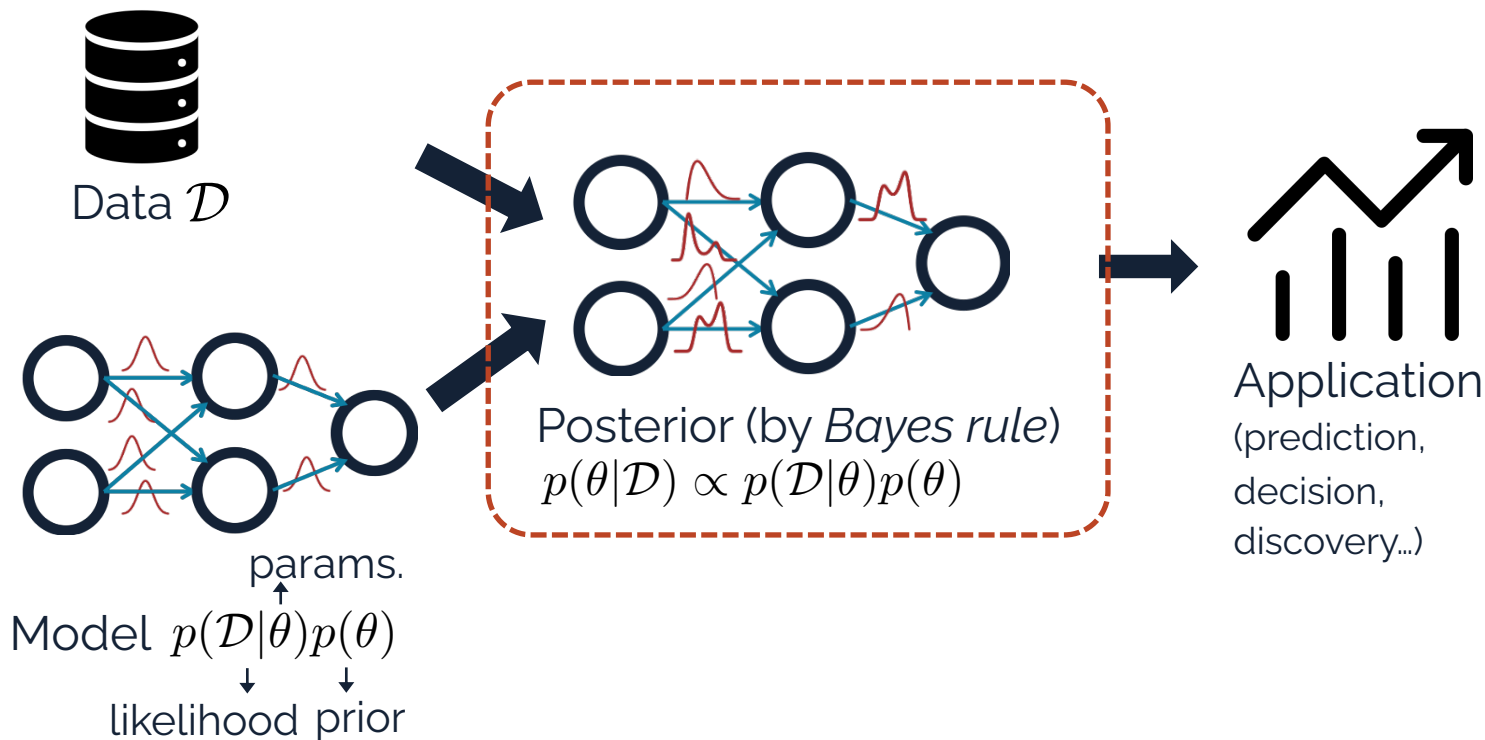 Data 𝒟
params.
Model p(𝒟|θ)p(θ)
likelihood prior
Posterior (by Bayes rule)
p(θ|𝒟) ∝ p(𝒟|θ)p(θ)
Application
(prediction,
decision,
discovery...)